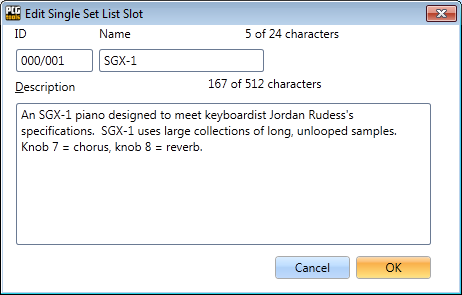 PCG tools Edit Single Set List Slot
ID Name 5 of 24 characters
000/001 SGX-1
Description 167 of 512 characters
An SGX-1 piano designed to meet keyboardist Jordan Rudess's
specifications.  SGX-1 uses large collections of long, unlooped samples.
Knob 7 = chorus, knob 8 = reverb.
Cancel OK